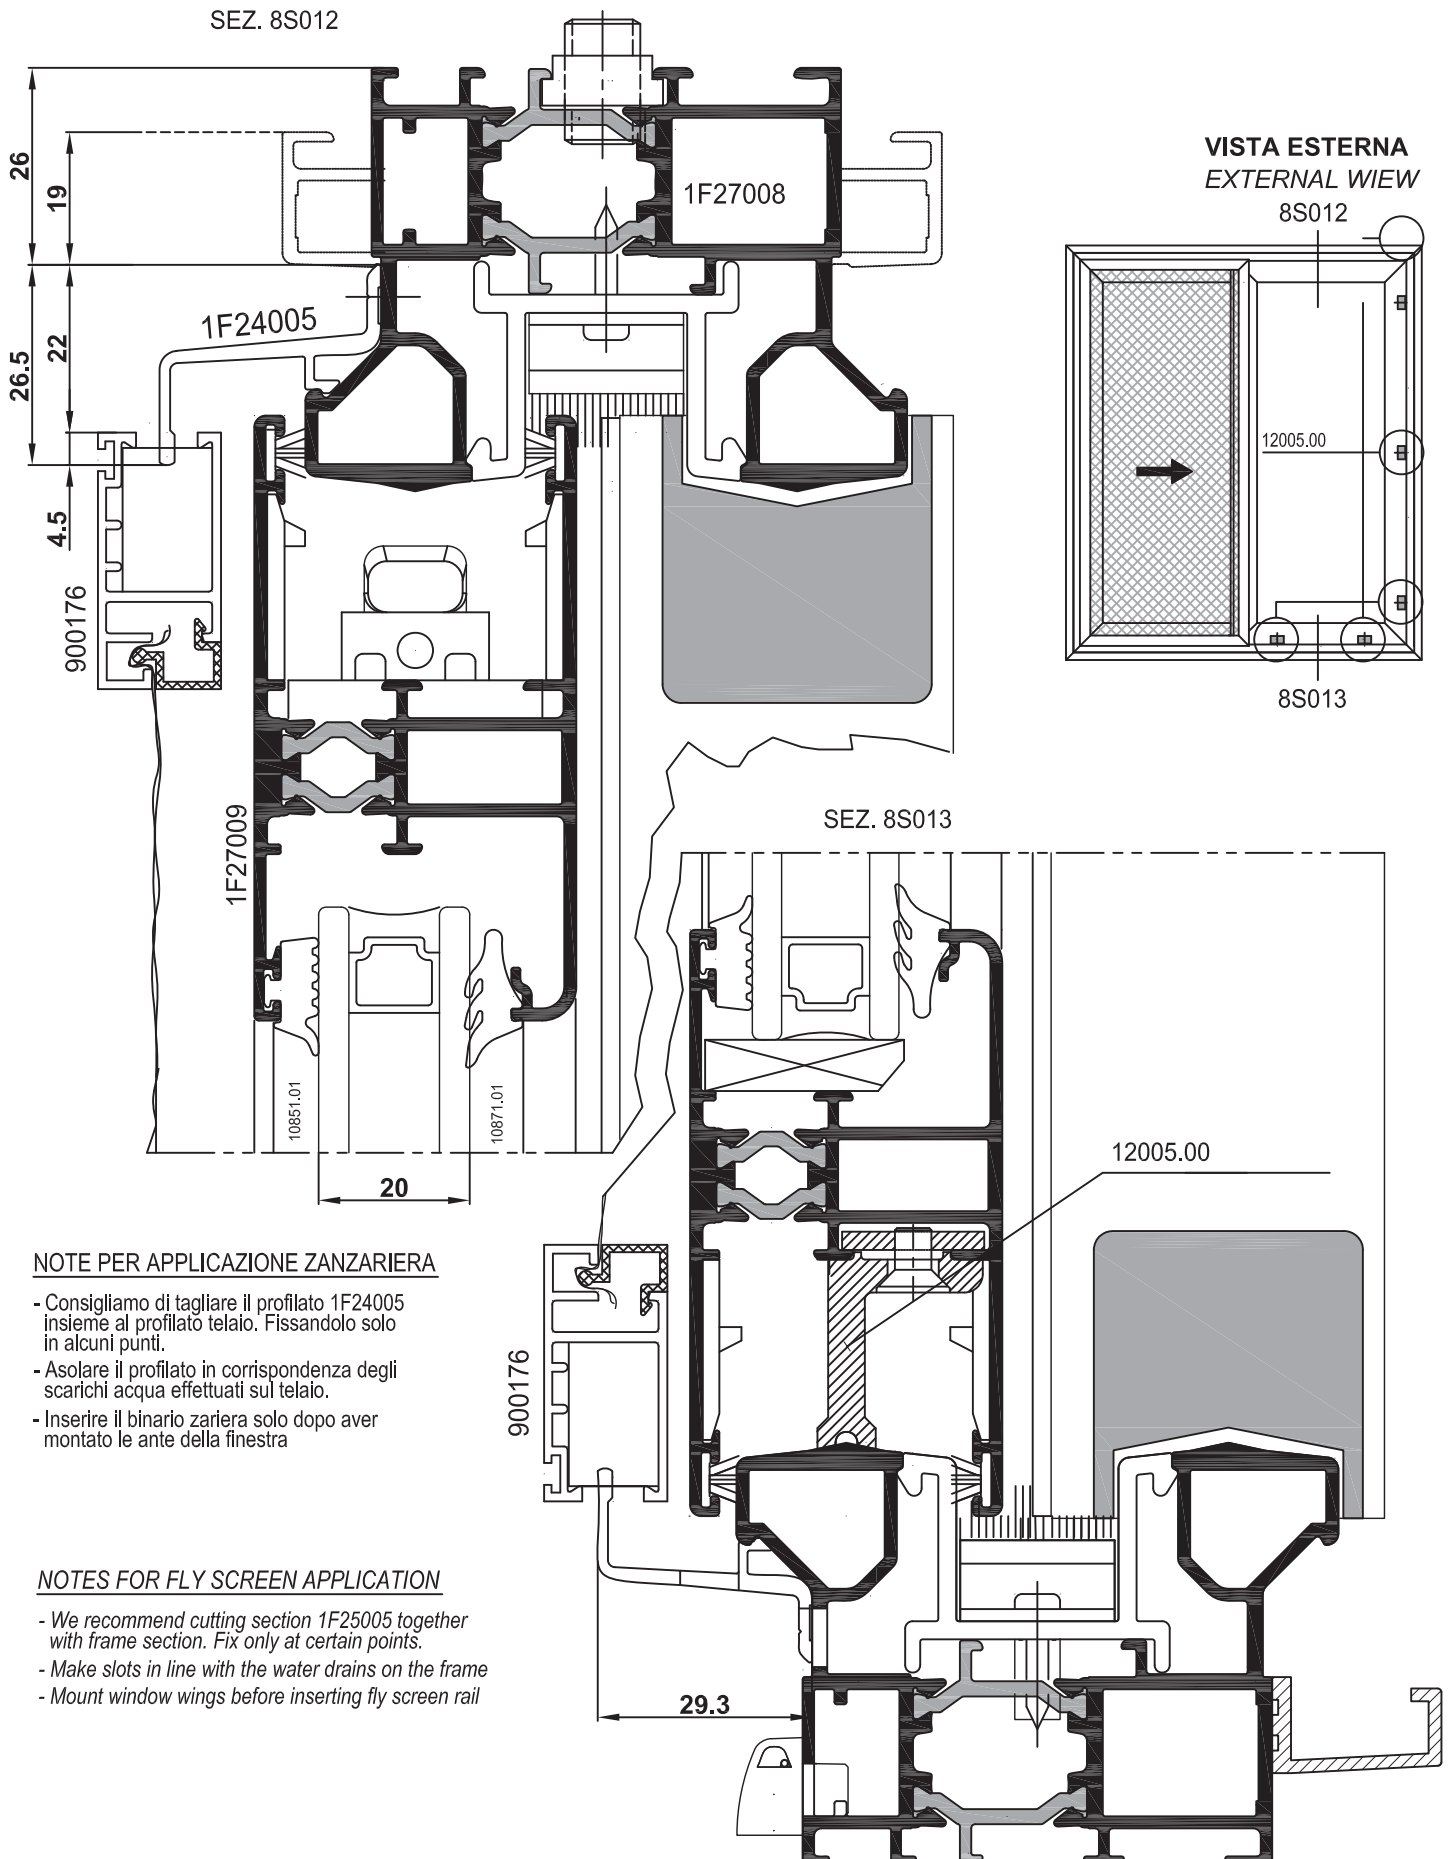 SEZ. 8S012
26
19
1F27008
VISTA ESTERNA
EXTERNAL WIEW
8S012
1F24005
22
26.5
12005.00
4.5
900176
8S013
SEZ. 8S013
1F27009
10851.01
10871.01
20
12005.00
NOTE PER APPLICAZIONE ZANZARIERA
- Consigliamo di tagliare il profilato 1F24005
insieme al profilato telaio. Fissandolo solo
in alcuni punti.
- Asolare il profilato in corrispondenza degli
scarichi acqua effettuati sul telaio.
- Inserire il binario zariera solo dopo aver
montato le ante della finestra
900176
NOTES FOR FLY SCREEN APPLICATION
- We recommend cutting section 1F25005 together
with frame section. Fix only at certain points.
- Make slots in line with the water drains on the frame
- Mount window wings before inserting fly screen rail
29.3